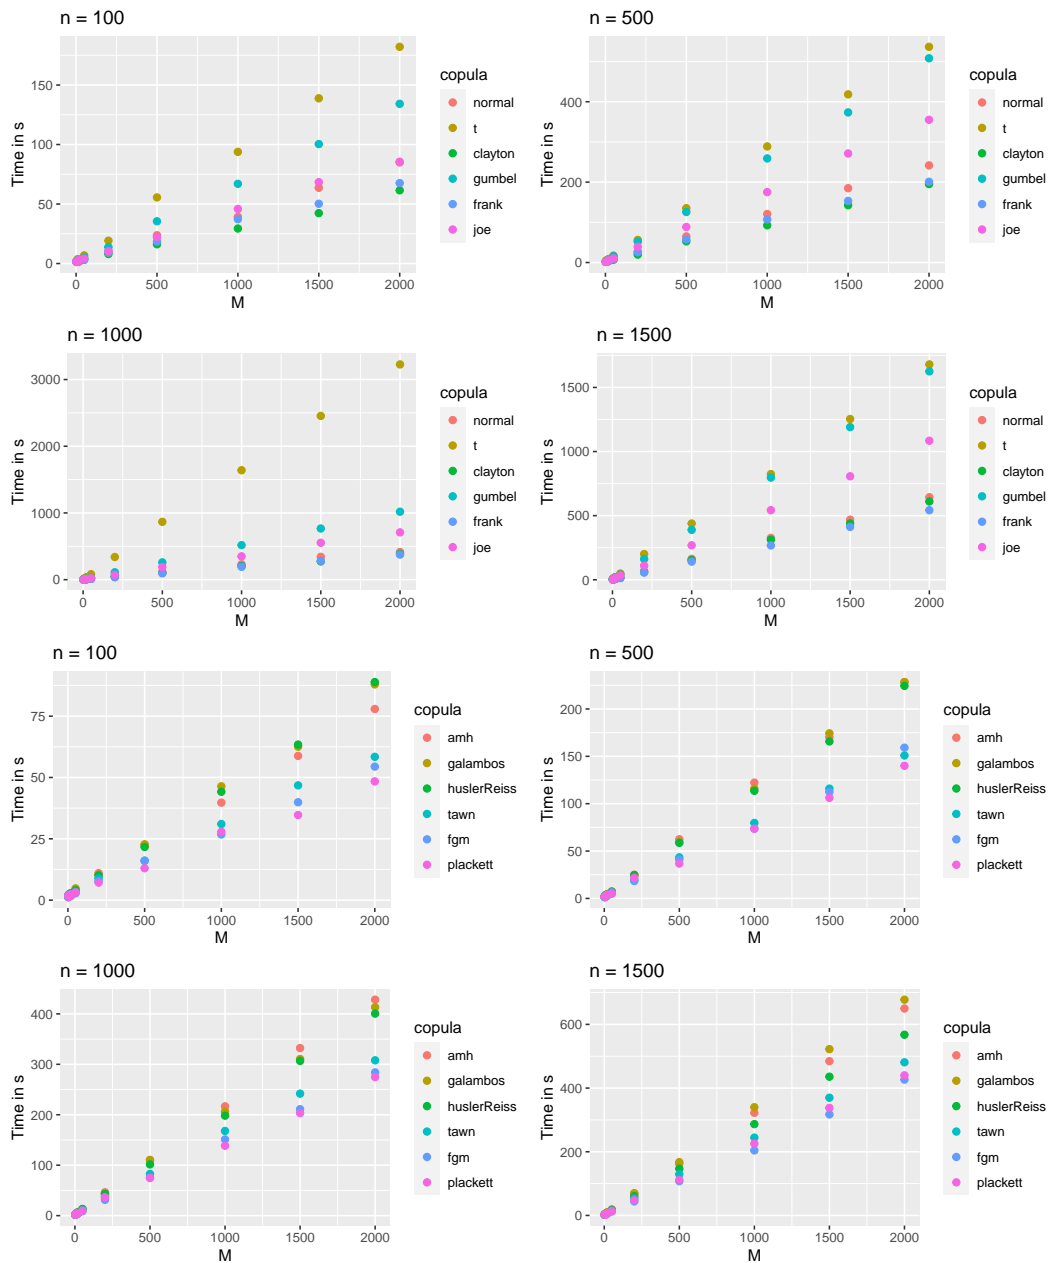 n = 100
Time in s
150
100
50
0
0 500 1000 1500 2000
M
copula
normal
t
clayton
gumbel
frank
joe
n = 500
Time in s
400
200
0
0 500 1000 1500 2000
M
copula
normal
t
clayton
gumbel
frank
joe
n = 1000
Time in s
3000
2000
1000
0
0 500 1000 1500 2000
M
copula
normal
t
clayton
gumbel
frank
joe
n = 1500
Time in s
1500
1000
500
0
0 500 1000 1500 2000
M
copula
normal
t
clayton
gumbel
frank
joe
n = 100
Time in s
75
50
25
0
0 500 1000 1500 2000
M
copula
amh
galambos
huslerReiss
tawn
fgm
plackett
n = 500
Time in s
200
150
100
50
0
0 500 1000 1500 2000
M
copula
amh
galambos
huslerReiss
tawn
fgm
plackett
n = 1000
Time in s
400
300
200
100
0
0 500 1000 1500 2000
M
copula
amh
galambos
huslerReiss
tawn
fgm
plackett
n = 1500
Time in s
600
400
200
0
0 500 1000 1500 2000
M
copula
amh
galambos
huslerReiss
tawn
fgm
plackett